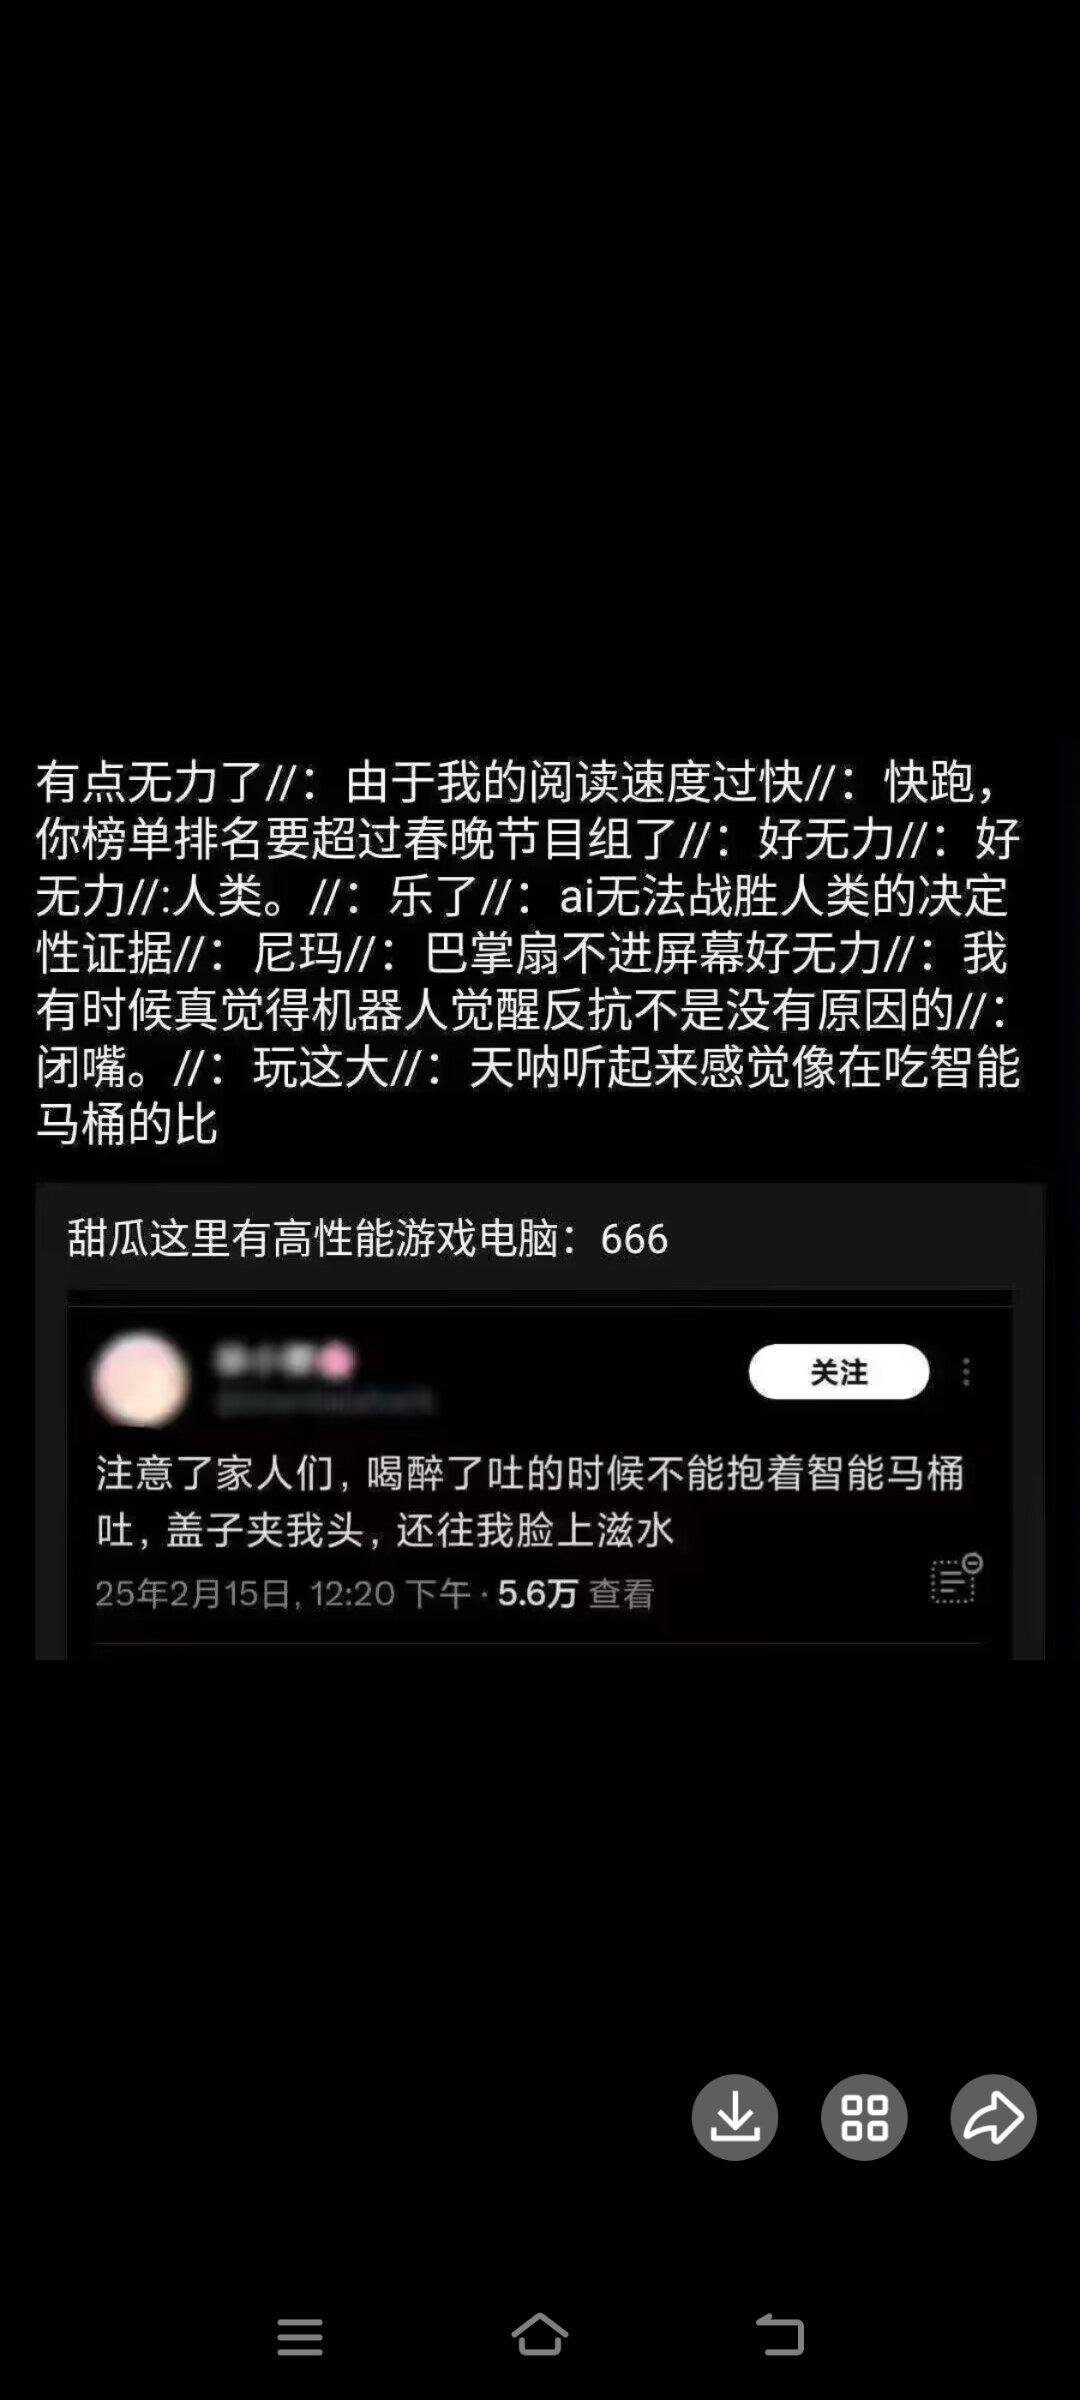 有点无力了//：由于我的阅读速度过快//：快跑，
你榜单排名要超过春晚节目组了//：好无力//：好
无力//:人类。//：乐了//：ai无法战胜人类的决定
性证据//：尼玛//：巴掌扇不进屏幕好无力//：我
有时候真觉得机器人觉醒反抗不是没有原因的//：
闭嘴。//：玩这大//：天呐听起来感觉像在吃智能
马桶的比
甜瓜这里有高性能游戏电脑：666
关注
注意了家人们，喝醉了吐的时候不能抱着智能马桶
吐，盖子夹我头，还往我脸上滋水
25年2月15日, 12:20 下午 · 5.6万 查看